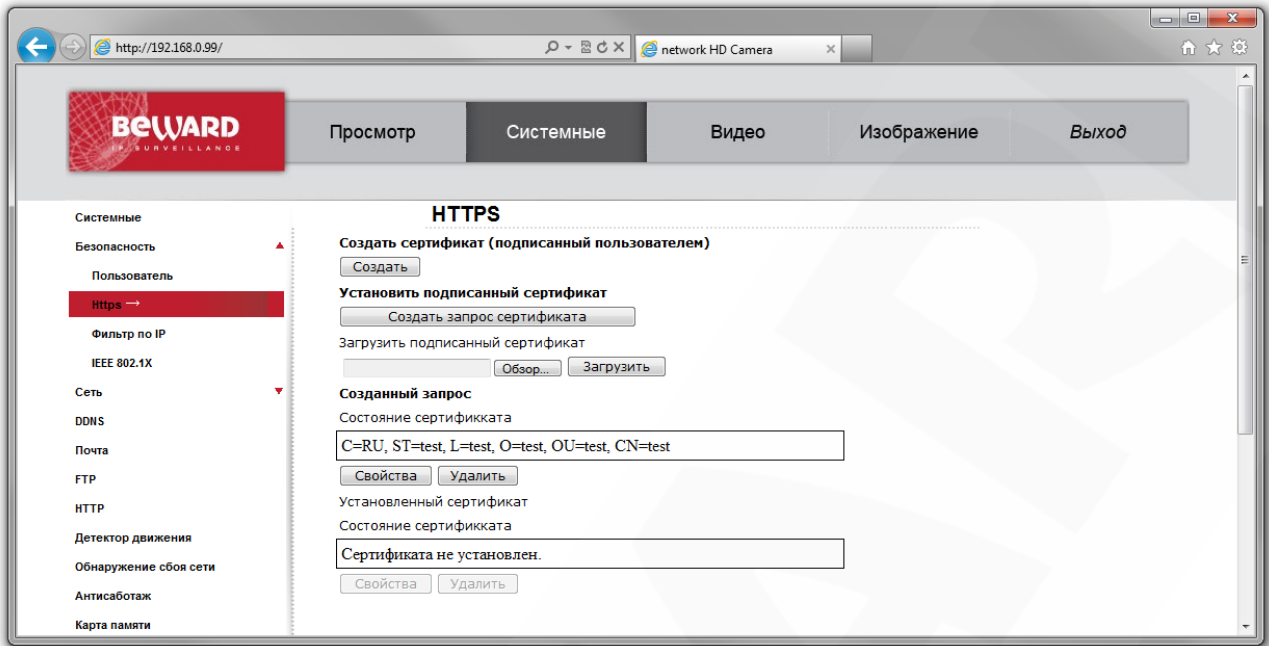 http://192.168.0.99/
network HD Camera
BEWARD
IP SURVEILLANCE
Просмотр
Системные
Видео
Изображение
Выход
Системные
Безопасность
Пользователь
Https →
Фильтр по IP
IEEE 802.1X
Сеть
DDNS
Почта
FTP
HTTP
Детектор движения
Обнаружение сбоя сети
Антисаботаж
Карта памяти
HTTPS
Создать сертификат (подписанный пользователем)
Создать
Установить подписанный сертификат
Создать запрос сертификата
Загрузить подписанный сертификат
Обзор... Загрузить
Созданный запрос
Состояние сертификката
C=RU, ST=test, L=test, O=test, OU=test, CN=test
Свойства Удалить
Установленный сертификат
Состояние сертификката
Сертификата не установлен.
Свойства Удалить